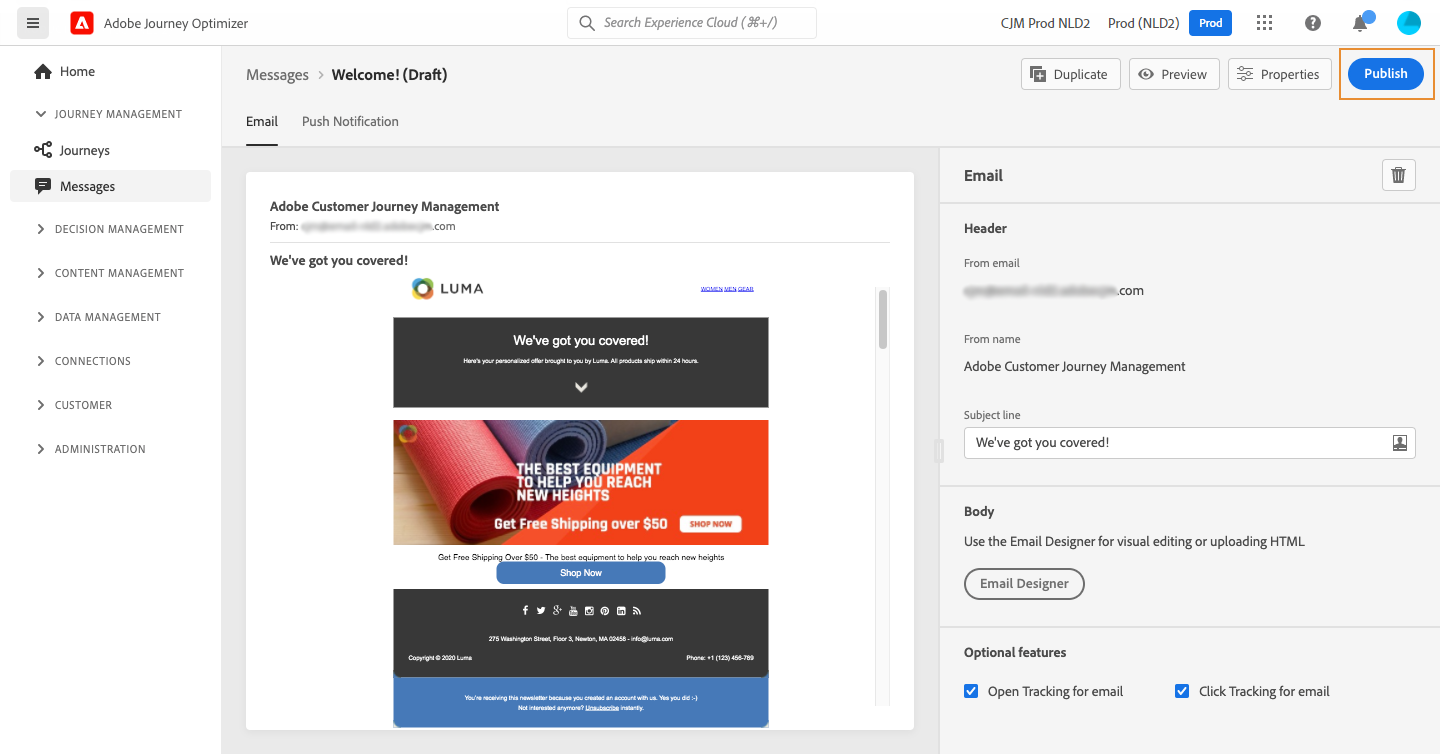 Adobe Journey Optimizer
Search Experience Cloud (⌘+/)
CJM Prod NLD2
Prod (NLD2)
Prod
Home
JOURNEY MANAGEMENT
Journeys
Messages
DECISION MANAGEMENT
CONTENT MANAGEMENT
DATA MANAGEMENT
CONNECTIONS
CUSTOMER
ADMINISTRATION
Messages > Welcome! (Draft)
Duplicate
Preview
Properties
Publish
Email
Push Notification
Adobe Customer Journey Management
From: .com
We've got you covered!
LUMA
WOMEN MEN GEAR
We've got you covered!
Here's your personalized offer brought to you by Luma. All products ship within 24 hours.
THE BEST EQUIPMENT
TO HELP YOU REACH
NEW HEIGHTS
Get Free Shipping over $50
SHOP NOW
Get Free Shipping Over $50 - The best equipment to help you reach new heights
Shop Now
275 Washington Street, Floor 3, Newton, MA 02458 - info@luma.com
Copyright © 2020 Luma
Phone: +1 (123) 456-789
You're receiving this newsletter because you created an account with us. Yes you did :-)
Not interested anymore? Unsubscribe instantly.
Email
Header
From email
.com
From name
Adobe Customer Journey Management
Subject line
We've got you covered!
Body
Use the Email Designer for visual editing or uploading HTML
Email Designer
Optional features
Open Tracking for email
Click Tracking for email